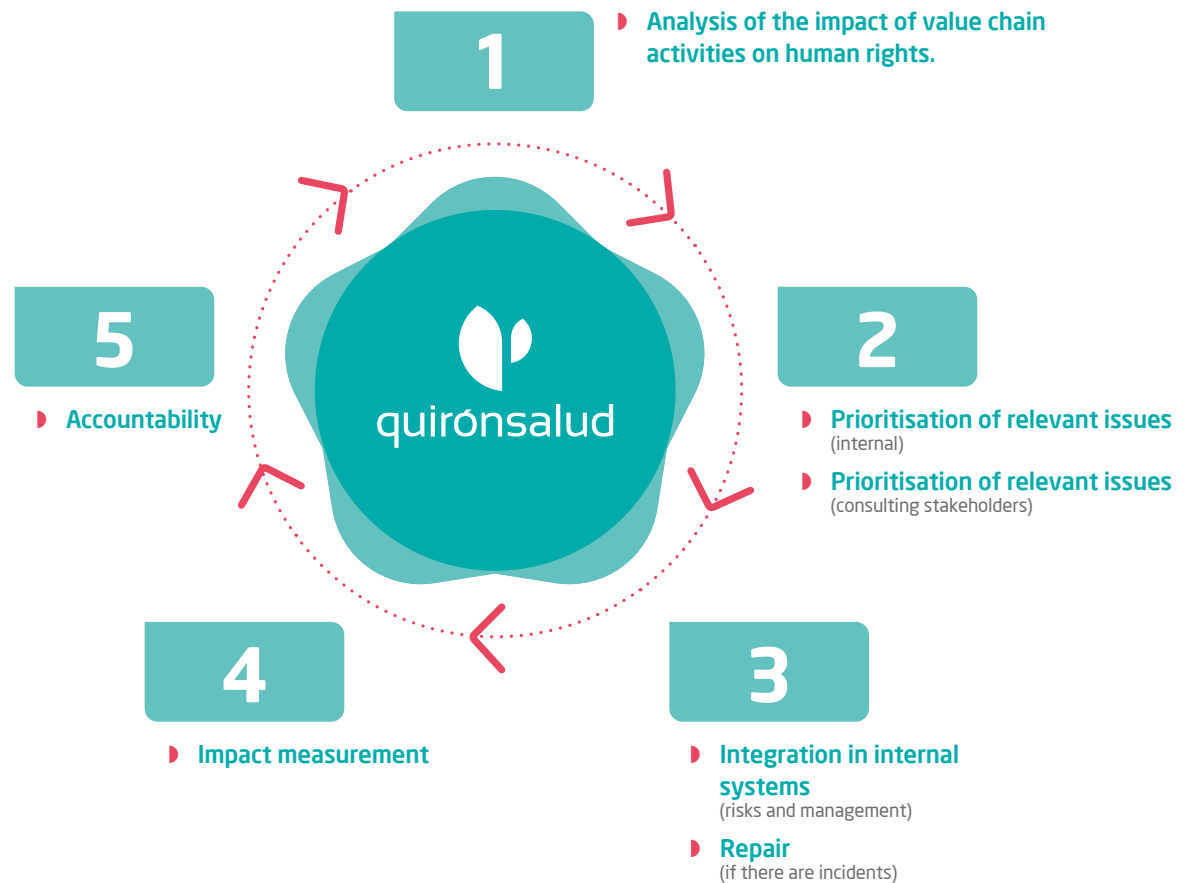 1
Analysis of the impact of value chain
activities on human rights.
2
Prioritisation of relevant issues
(internal)
Prioritisation of relevant issues
(consulting stakeholders)
3
Integration in internal
systems
(risks and management)
Repair
(if there are incidents)
4
Impact measurement
5
Accountability
quirónsalud